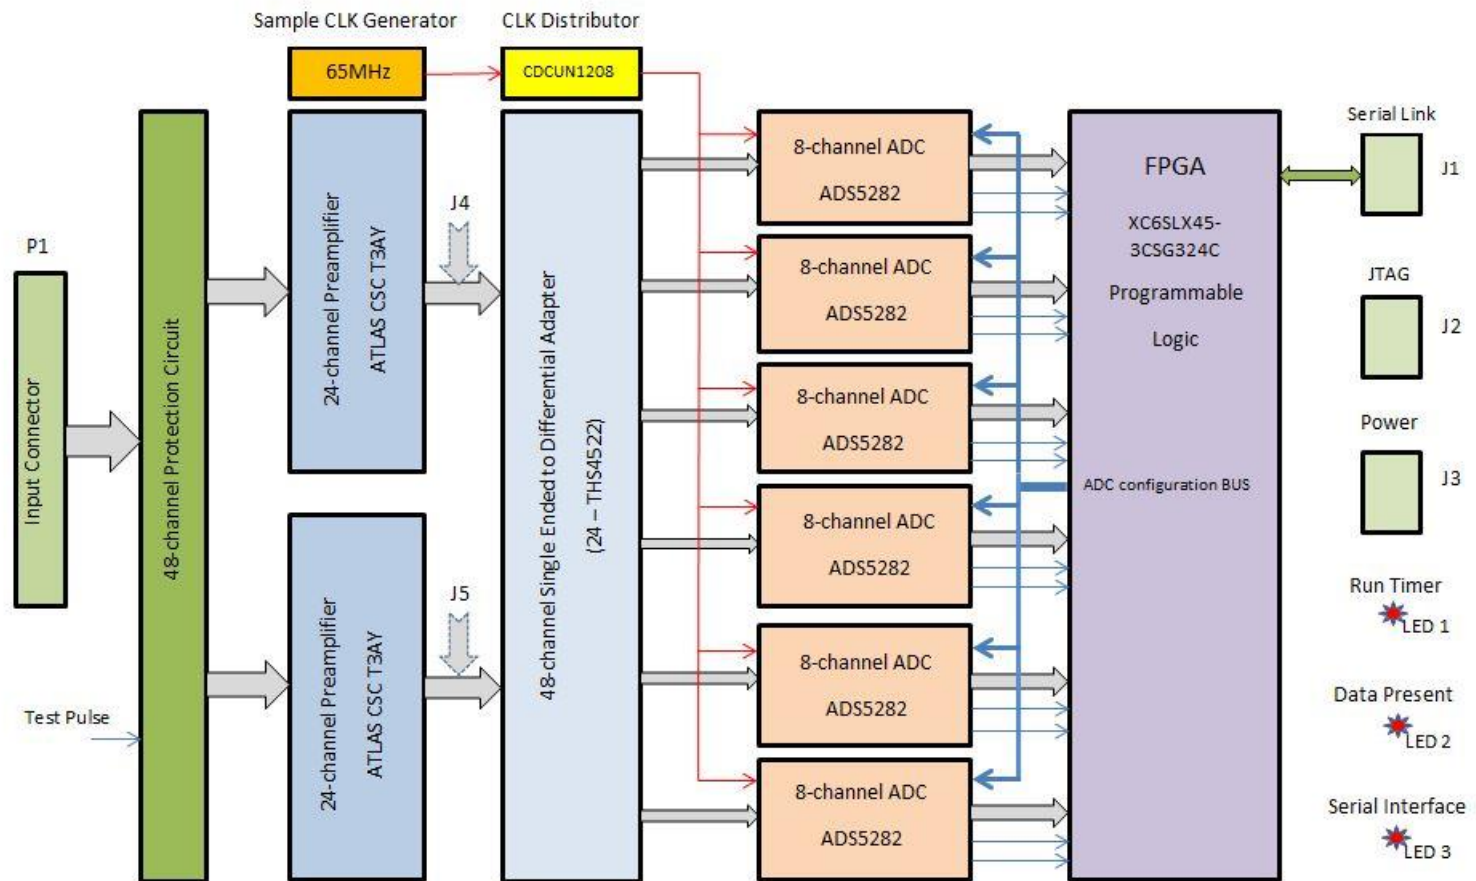 Sample CLK Generator
CLK Distributor
65MHz
CDCUN1208
P1
Input Connector
48-channel Protection Circuit
Test Pulse
24-channel Preamplifier
ATLAS CSC T3AY
24-channel Preamplifier
ATLAS CSC T3AY
J4
J5
48-channel Single Ended to Differential Adapter
(24 – THS4522)
8-channel ADC
ADS5282
8-channel ADC
ADS5282
8-channel ADC
ADS5282
8-channel ADC
ADS5282
8-channel ADC
ADS5282
8-channel ADC
ADS5282
FPGA
XC6SLX45-
3CSG324C
Programmable
Logic
ADC configuration BUS
Serial Link
J1
JTAG
J2
Power
J3
Run Timer
LED 1
Data Present
LED 2
Serial Interface
LED 3